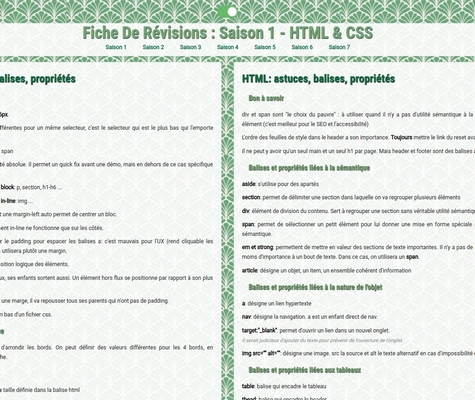 Fiche De Révisions : Saison 1 - HTML & CSS
Saison 1 Saison 2 Saison 3 Saison 4 Saison 5 Saison 6 Saison 7
alises, propriétés
6px.
fférentes pour un même selecteur, c'est le selecteur qui est le plus bas qui l'emporte
span
té absolue. Il permet un quick fix avant une démo, mais en dehors de ce cas spécifique
block: p, section, h1-h6 ...
in-line: img ...
et une margin-left auto permet de centrer un bloc.
ment in-line ne fonctionne que sur les côtés.
r le padding pour espacer les balises a: c'est mauvais pour l'UX (rend cliquable les
utilisera plutôt une margin.
sition logique des éléments.
ux, ses enfants sortent aussi. Un élément hors flux se positionne par rapport à son plus
une marge, il va repousser tous ses parents qui n'ont pas de padding.
n bas d'un fichier css.
d'arrondir les bords. On peut définir des valeurs différentes pour les 4 bords, en
he.
a taille définie dans la balise html
HTML: astuces, balises, propriétés
Bon à savoir
div et span sont "le choix du pauvre" : à utiliser quand il n'y a pas d'utilité sémantique à la
élément (c'est meilleur pour le SEO et l'accessibilité)
L'ordre des feuilles de style dans le header a son importance. Toujours mettre le lien du reset ava
Il ne peut y avoir qu'un seul main et un seul h1 par page. Mais header et footer sont des balises
Balises et propriétés liées à la sémantique
aside: s'utilise pour des apartés
section: permet de délimiter une section dans laquelle on va regrouper plusieurs éléments
div: élément de division du contenu. Sert à regrouper une section sans véritable utilité sémantiqu
span: permet de sélectionner un petit élément pour lui donner une mise en forme spéciale
sémantique.
em et strong: permettent de mettre en valeur des sections de texte importantes. Il n'y a pas de
moins d'importance à un bout de texte. Dans ce cas, on utilisera un span.
article: désigne un objet, un item, un ensemble cohérent d'information
Balises et propriétés liées à la nature de l'objet
a: désigne un lien hypertexte
nav: désigne la navigation. a est un enfant direct de nav.
target:"_blank": permet d'ouvrir un lien dans un nouvel onglet.
Il serait judicieux d'ajouter du texte pour prévenir de l'ouverture de l'onglet
img src="" alt="": désigne une image. src la source et alt le texte alternatif en cas d'impossibilité
Balises et propriétés liées aux tableaux
table: balise qui encadre le tableau
thead: balise qui encadre le header